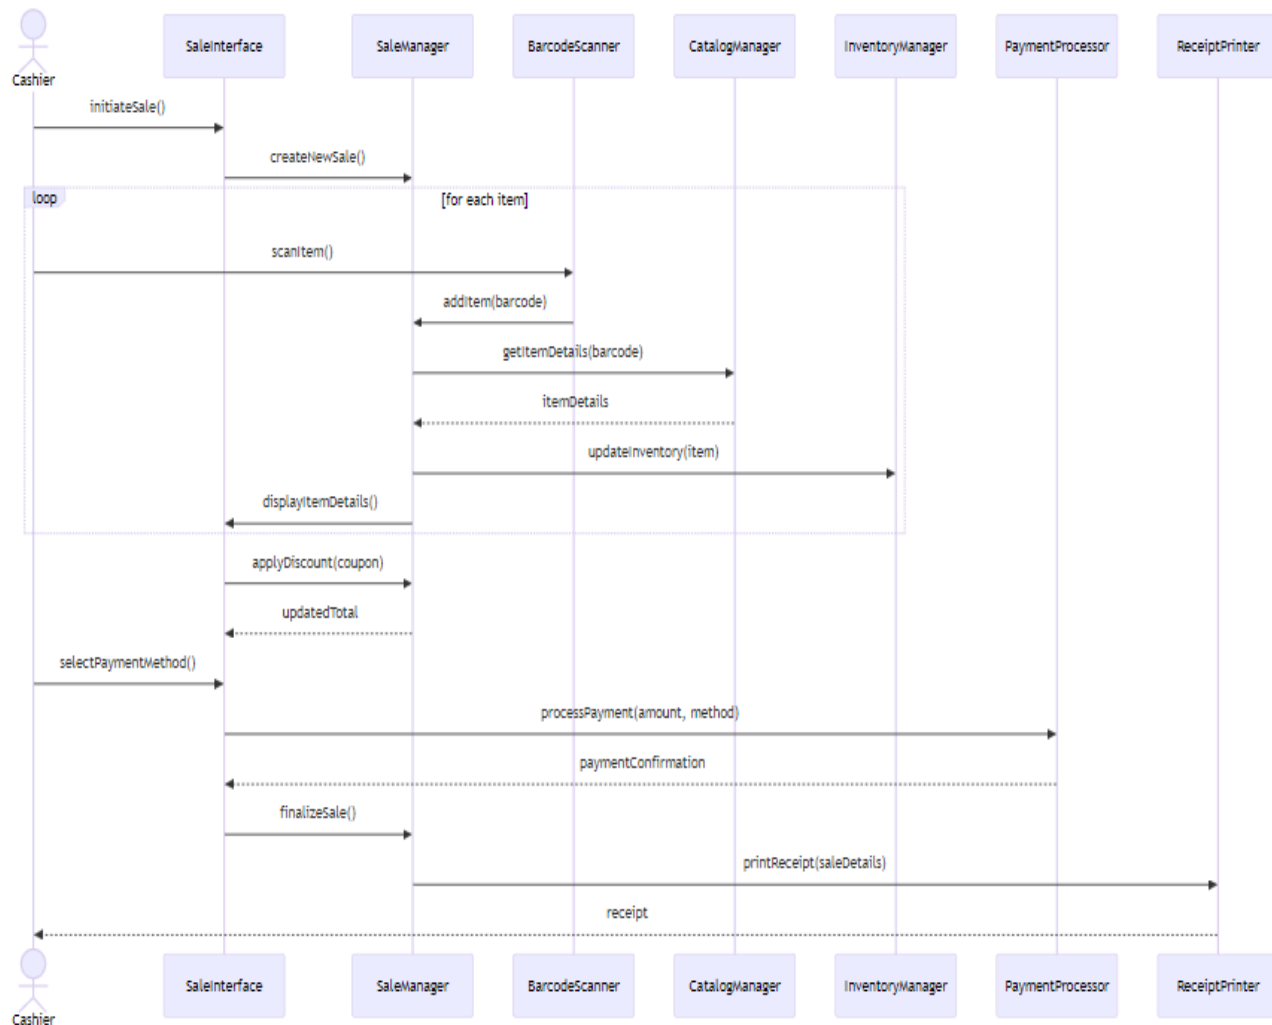 SaleInterface SaleManager BarcodeScanner CatalogManager InventoryManager PaymentProcessor ReceiptPrinter
Cashier
initiateSale()
createNewSale()
loop [for each item]
scanItem()
addItem(barcode)
getItemDetails(barcode)
itemDetails
updateInventory(item)
displayItemDetails()
applyDiscount(coupon)
updatedTotal
selectPaymentMethod()
processPayment(amount, method)
paymentConfirmation
finalizeSale()
printReceipt(saleDetails)
receipt
SaleInterface SaleManager BarcodeScanner CatalogManager InventoryManager PaymentProcessor ReceiptPrinter
Cashier